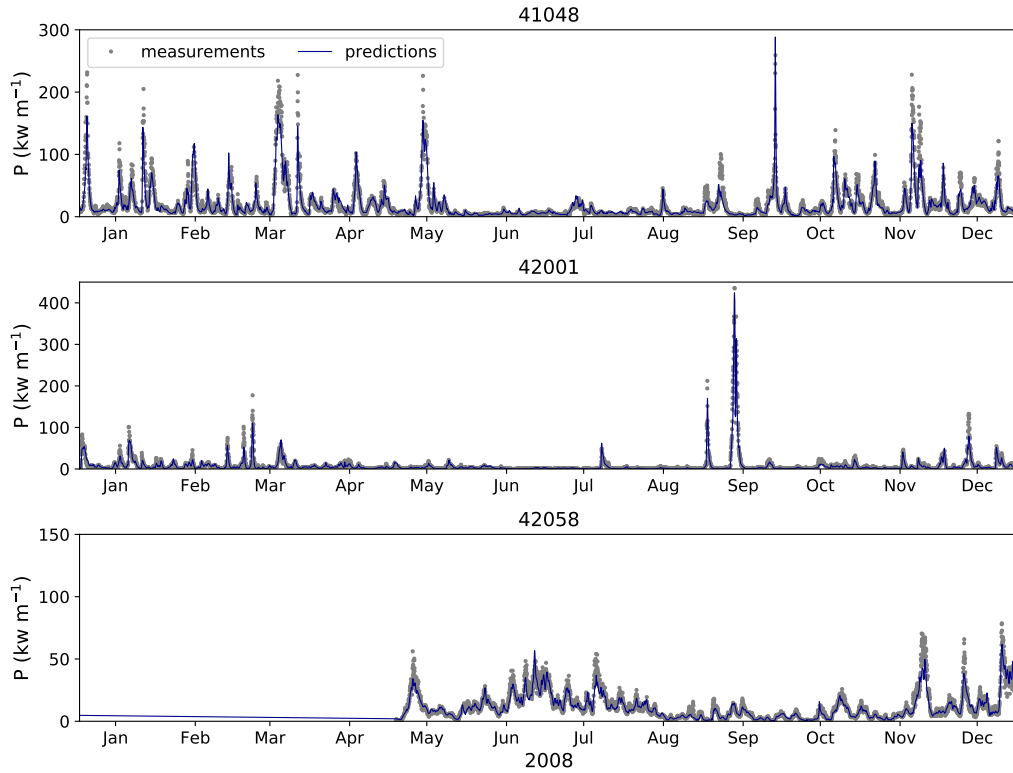 41048
measurements predictions
P (kw m⁻¹)
300
200
100
0
Jan Feb Mar Apr May Jun Jul Aug Sep Oct Nov Dec
42001
P (kw m⁻¹)
400
300
200
100
0
Jan Feb Mar Apr May Jun Jul Aug Sep Oct Nov Dec
42058
P (kw m⁻¹)
150
100
50
0
Jan Feb Mar Apr May Jun Jul Aug Sep Oct Nov Dec
2008